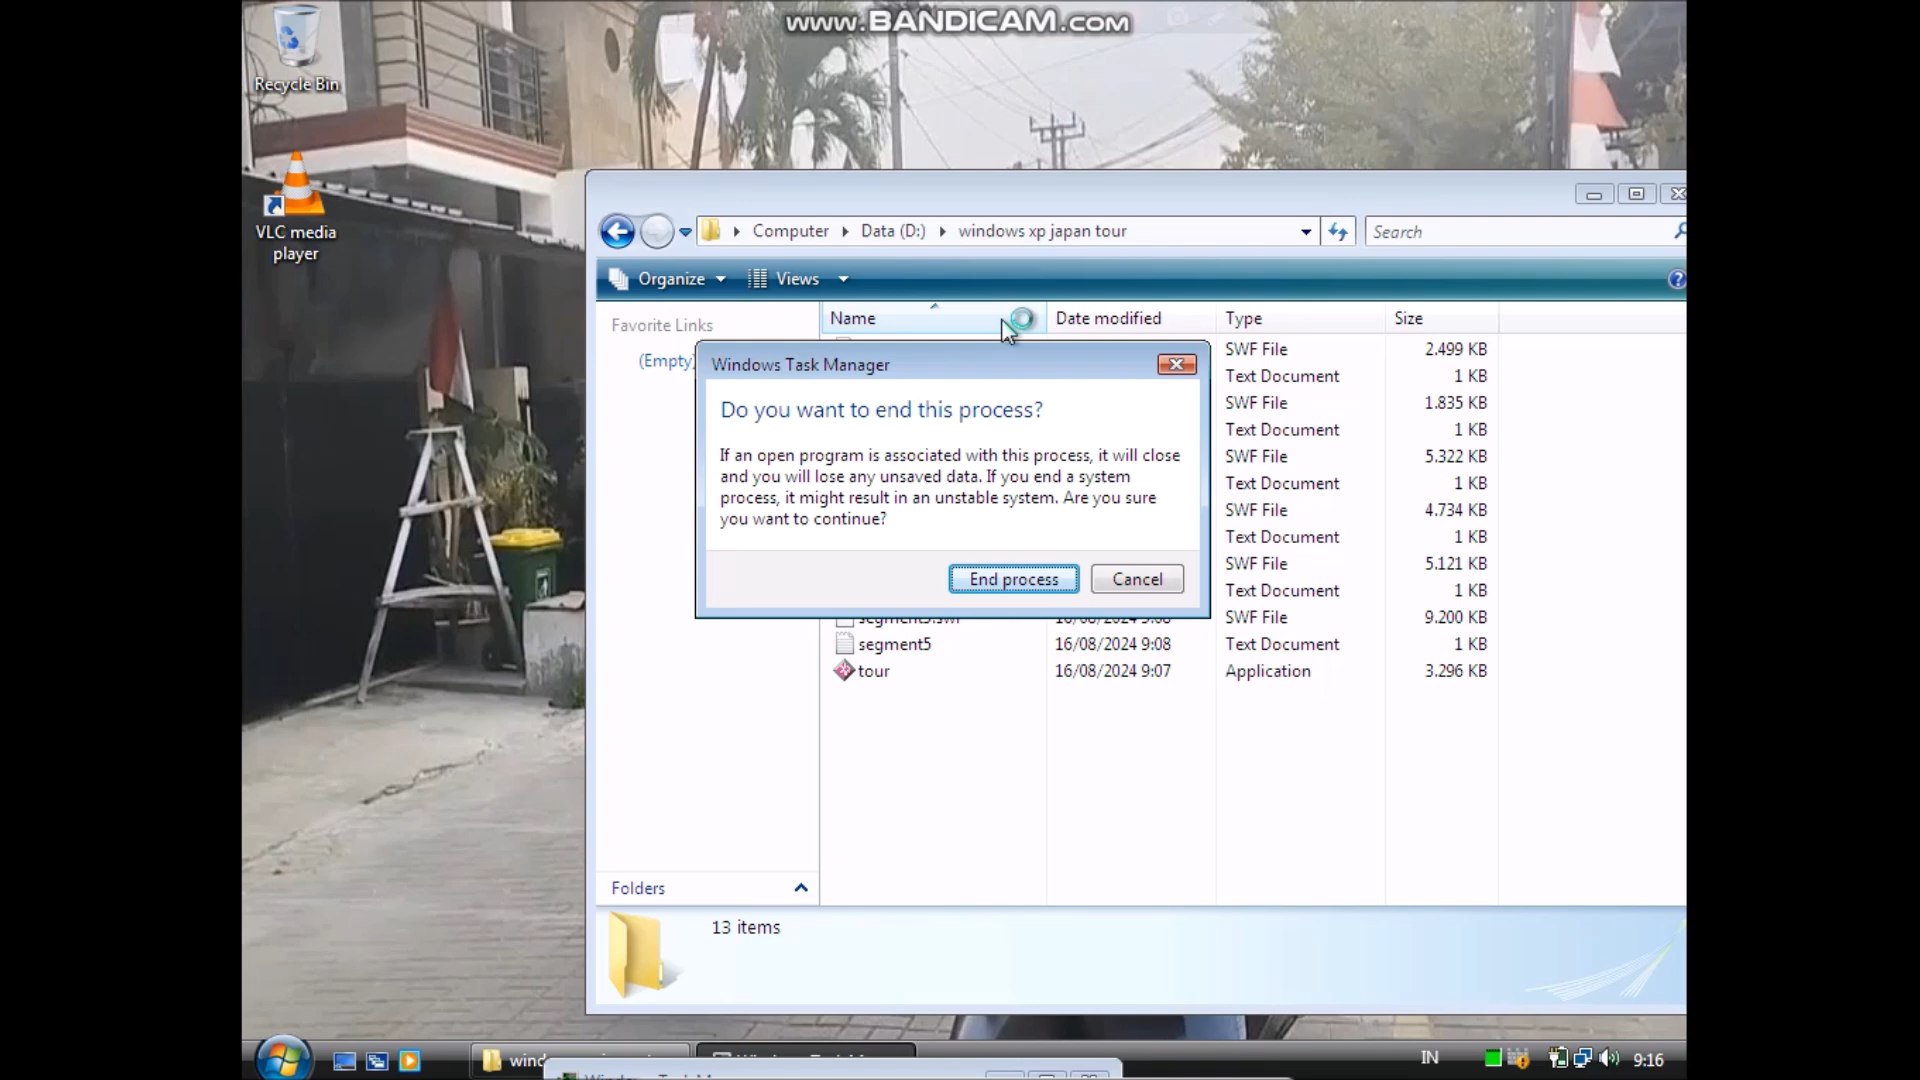 www.BANDICAM.com
Recycle Bin
VLC media
player
Computer Data (D:) windows xp japan tour
Search
Organize Views
Favorite Links
(Empty)
Name Date modified Type Size
SWF File 2.499 KB
Text Document 1 KB
SWF File 1.835 KB
Text Document 1 KB
SWF File 5.322 KB
Text Document 1 KB
SWF File 4.734 KB
Text Document 1 KB
SWF File 5.121 KB
Text Document 1 KB
segment5.swf 16/08/2024 9:08 SWF File 9.200 KB
segment5 16/08/2024 9:08 Text Document 1 KB
tour 16/08/2024 9:07 Application 3.296 KB
Windows Task Manager
Do you want to end this process?
If an open program is associated with this process, it will close
and you will lose any unsaved data. If you end a system
process, it might result in an unstable system. Are you sure
you want to continue?
End process Cancel
Folders
13 items
IN 9:16